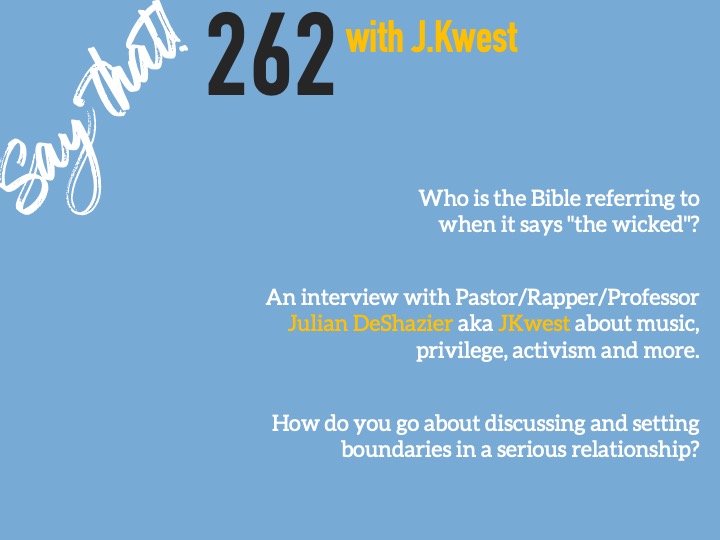 Say that!
262
with J.Kwest
Who is the Bible referring to
when it says "the wicked"?
An interview with Pastor/Rapper/Professor
Julian DeShazier aka JKwest about music,
privilege, activism and more.
How do you go about discussing and setting
boundaries in a serious relationship?